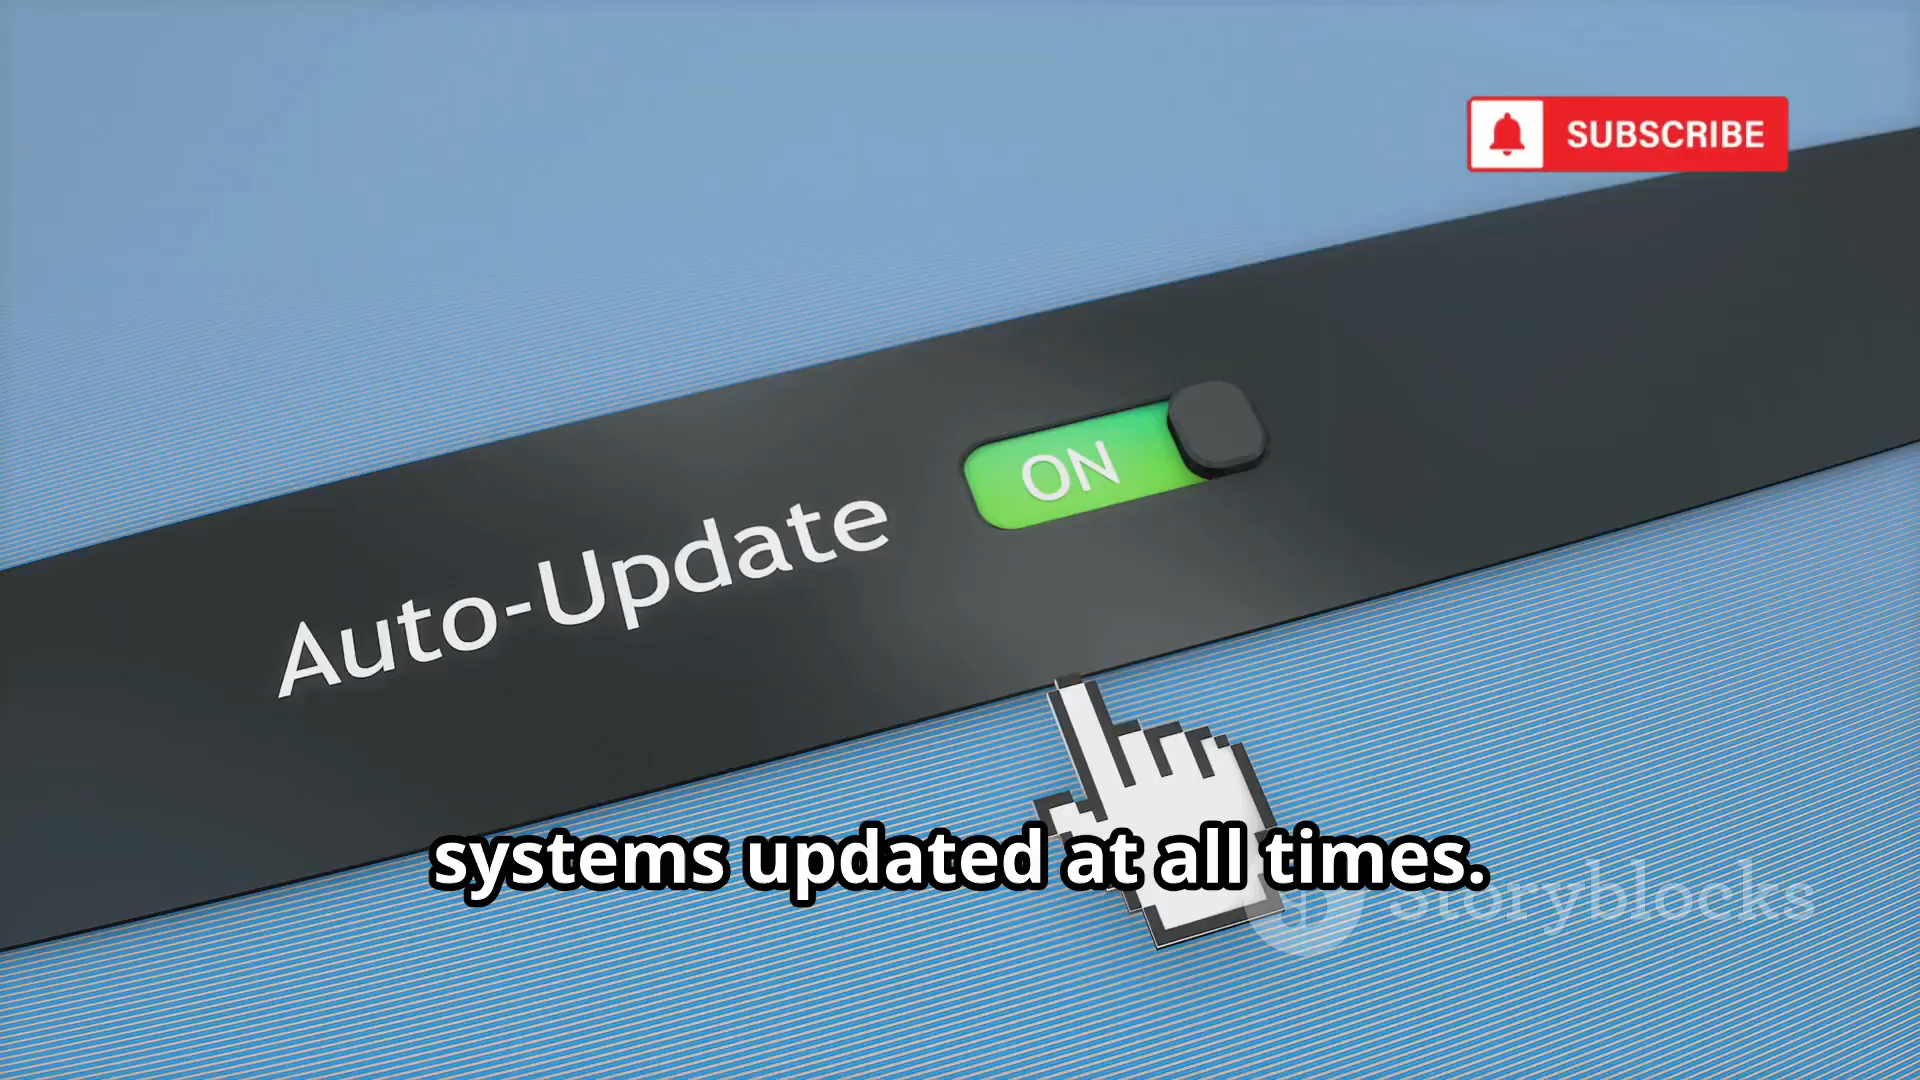 SUBSCRIBE
ON
Auto-Update
systems updated at all times.
Storyblocks